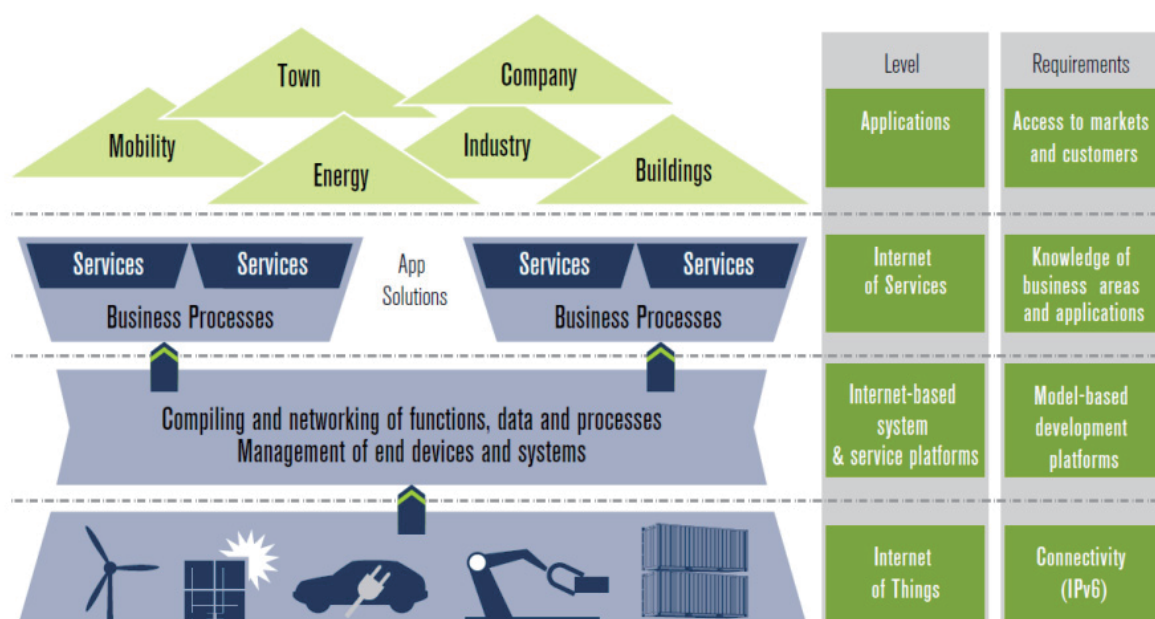 Town
Company
Mobility
Energy
Industry
Buildings
Level
Requirements
Applications
Access to markets
and customers
Services
Services
Business Processes
App
Solutions
Services
Services
Business Processes
Internet
of Services
Knowledge of
business areas
and applications
Compiling and networking of functions, data and processes
Management of end devices and systems
Internet-based
system
& service platforms
Model-based
development
platforms
Internet
of Things
Connectivity
(IPv6)